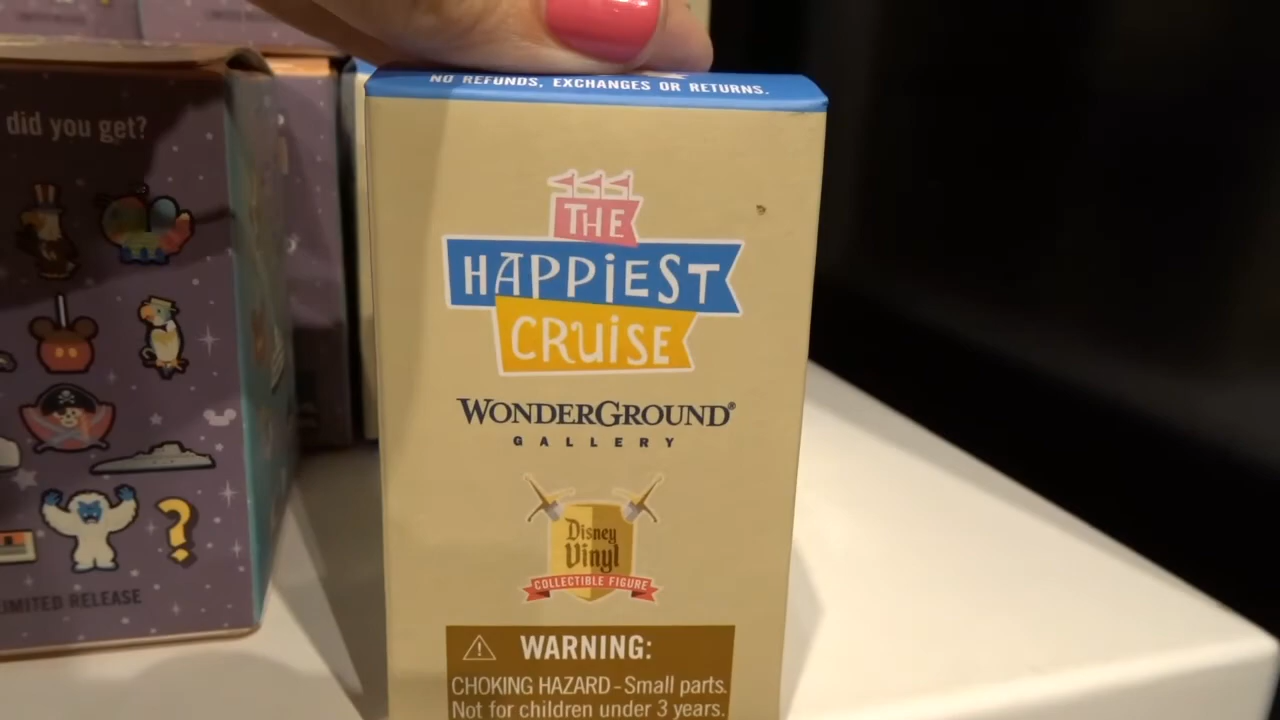 NO REFUNDS, EXCHANGES OR RETURNS.
did you get?
THE
HAPPiEST
CRUiSE
WONDERGROUND®
GALLERY
Disney
Vinyl
COLLECTIBLE FIGURE
WARNING:
CHOKING HAZARD - Small parts.
Not for children under 3 years.
?
LIMITED RELEASE